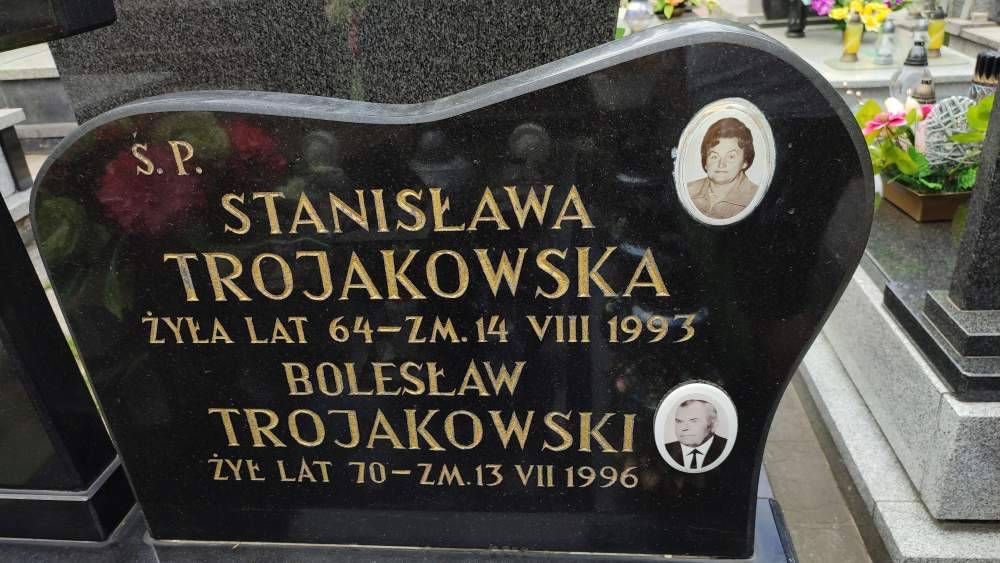 Ś.P.
STANISŁAWA
TROJAKOWSKA
ŻYŁA LAT 64 – ZM. 14 VIII 1993
BOLESŁAW
TROJAKOWSKI
ŻYŁ LAT 70 – ZM. 13 VII 1996